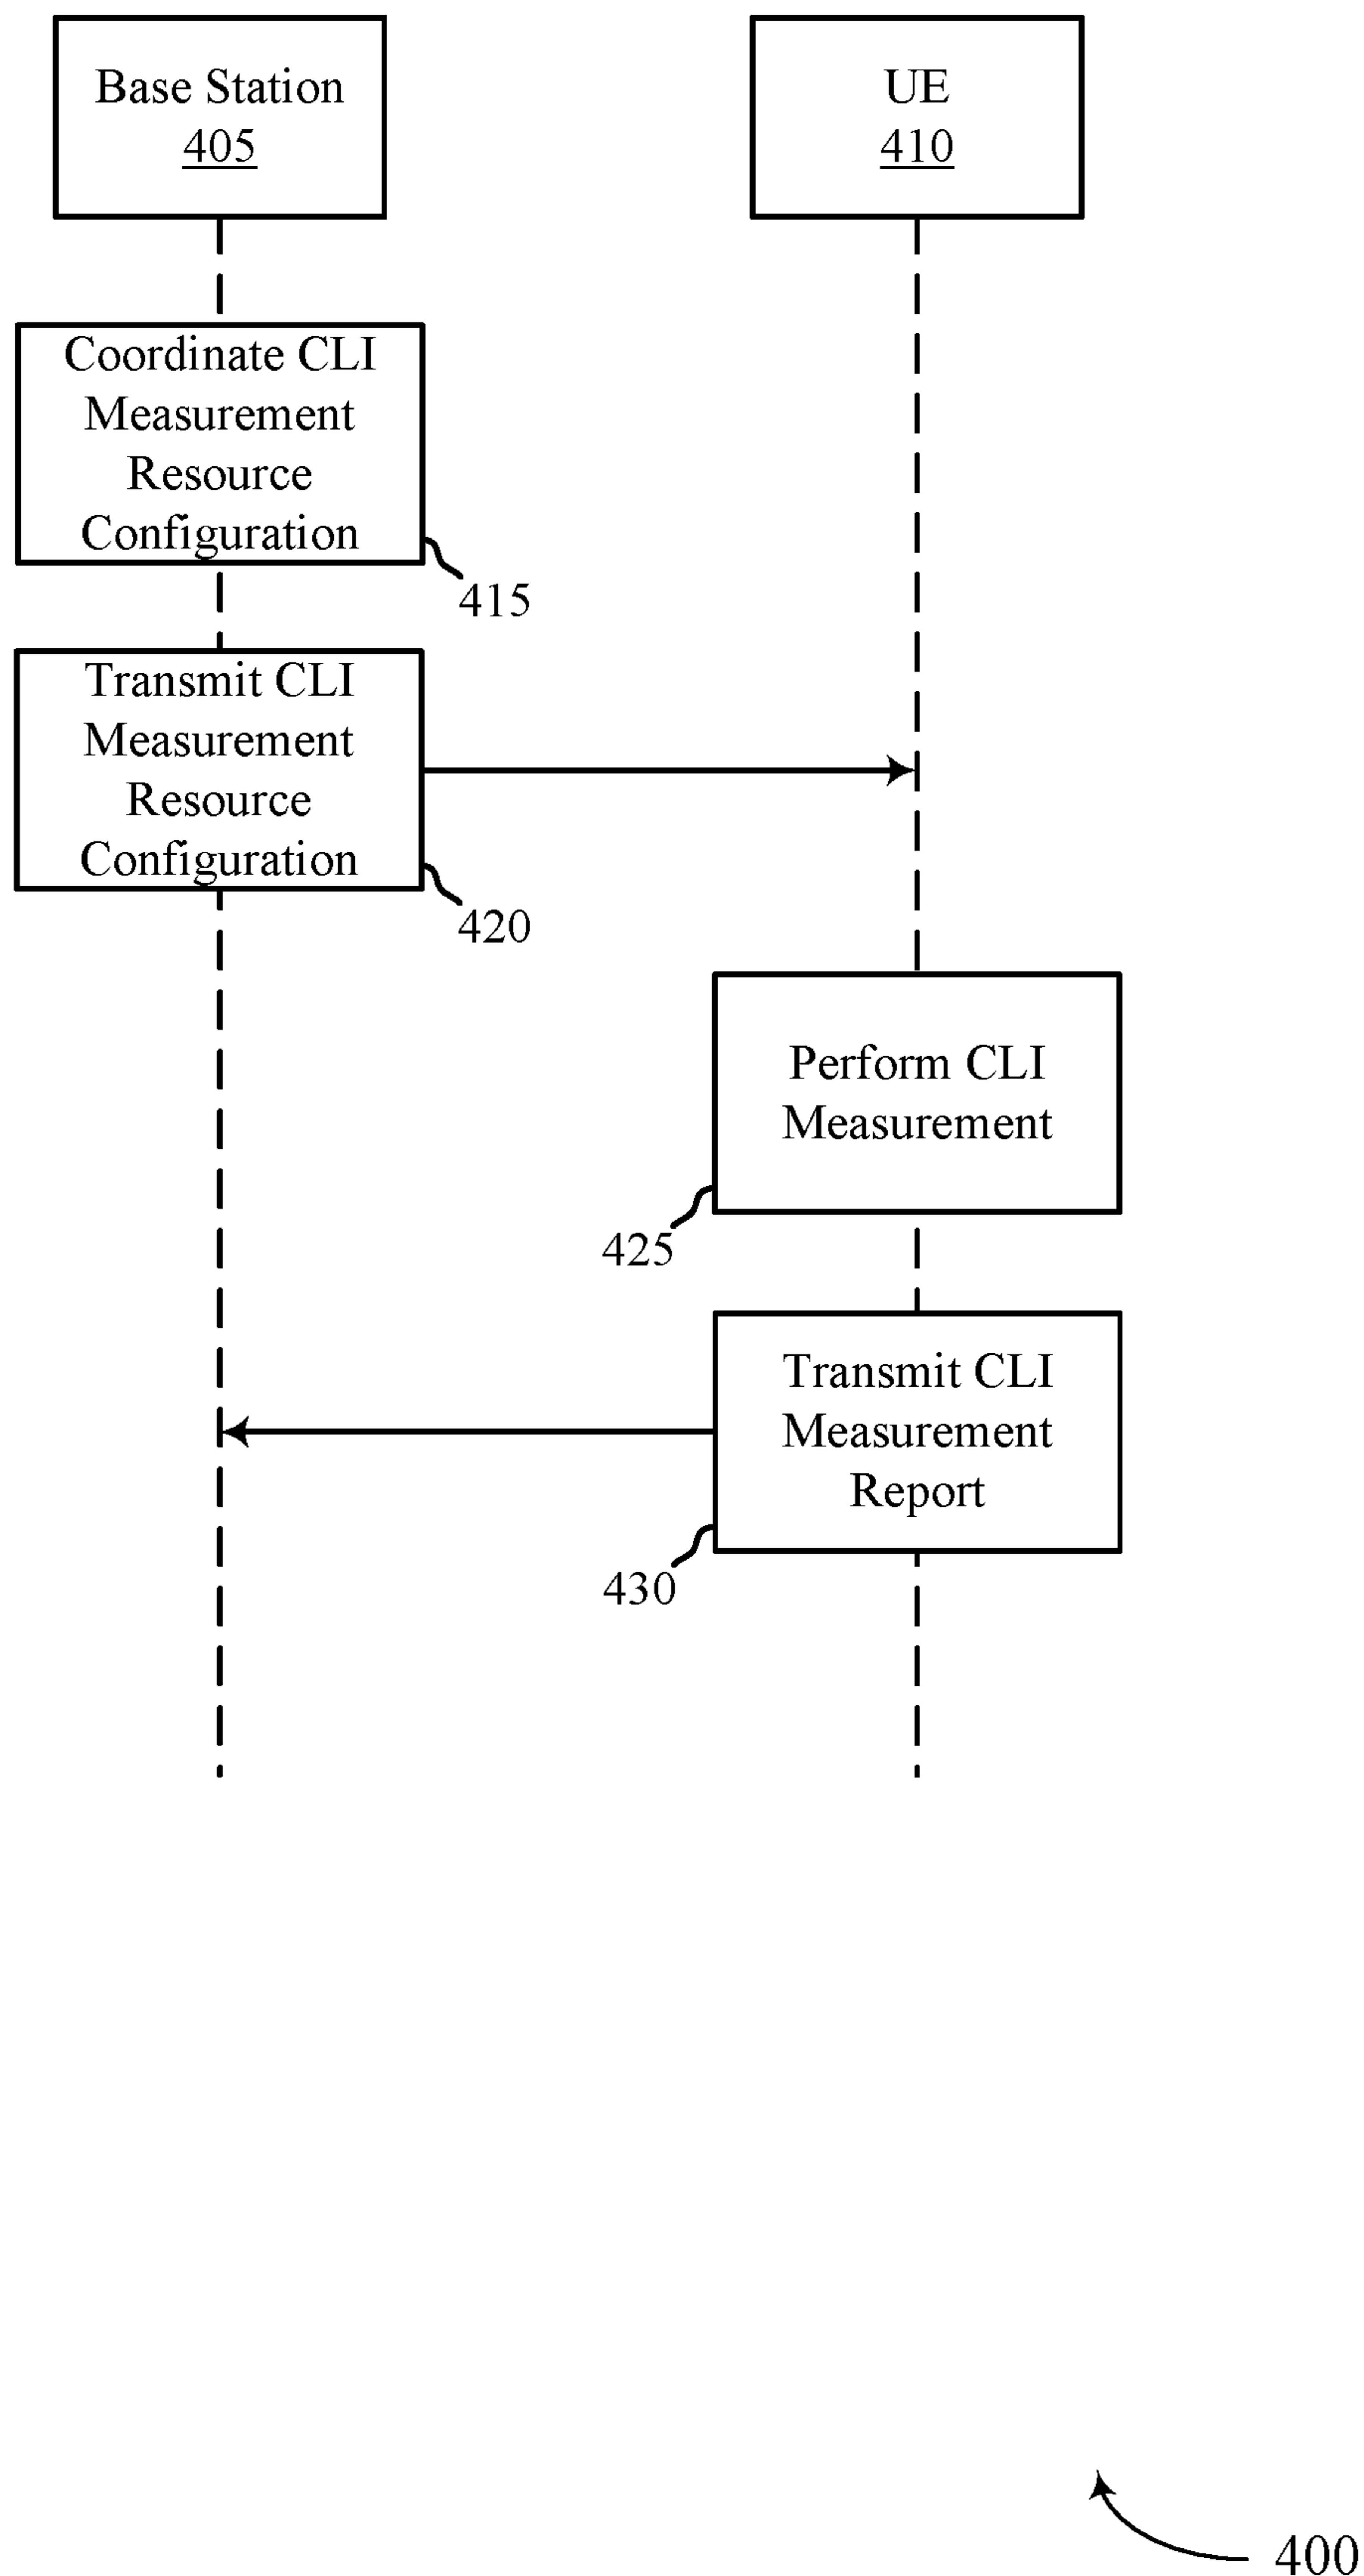 Base Station
405
UE
410
Coordinate CLI
Measurement
Resource
Configuration
415
Transmit CLI
Measurement
Resource
Configuration
420
Perform CLI
Measurement
425
Transmit CLI
Measurement
Report
430
400